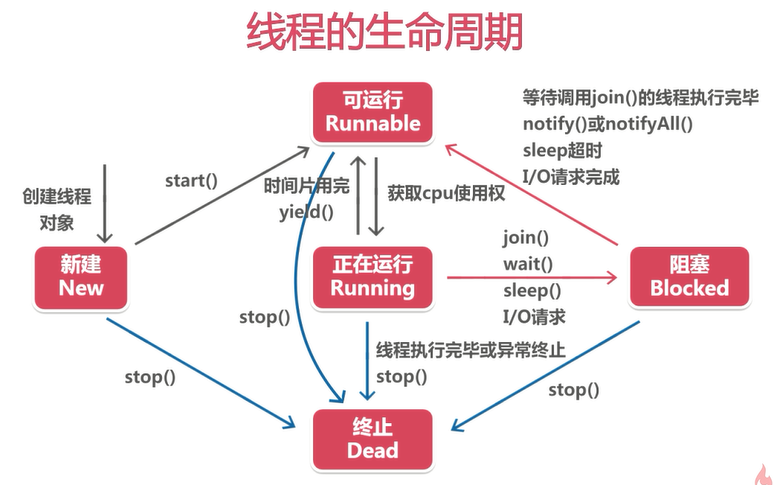 线程的生命周期
可运行
Runnable
等待调用join()的线程执行完毕
notify()或notifyAll()
sleep超时
I/O请求完成
创建线程
对象
start()
时间片用完
yield()
获取cpu使用权
新建
New
正在运行
Running
join()
wait()
sleep()
I/O请求
阻塞
Blocked
stop()
stop()
线程执行完毕或异常终止
stop()
stop()
终止
Dead